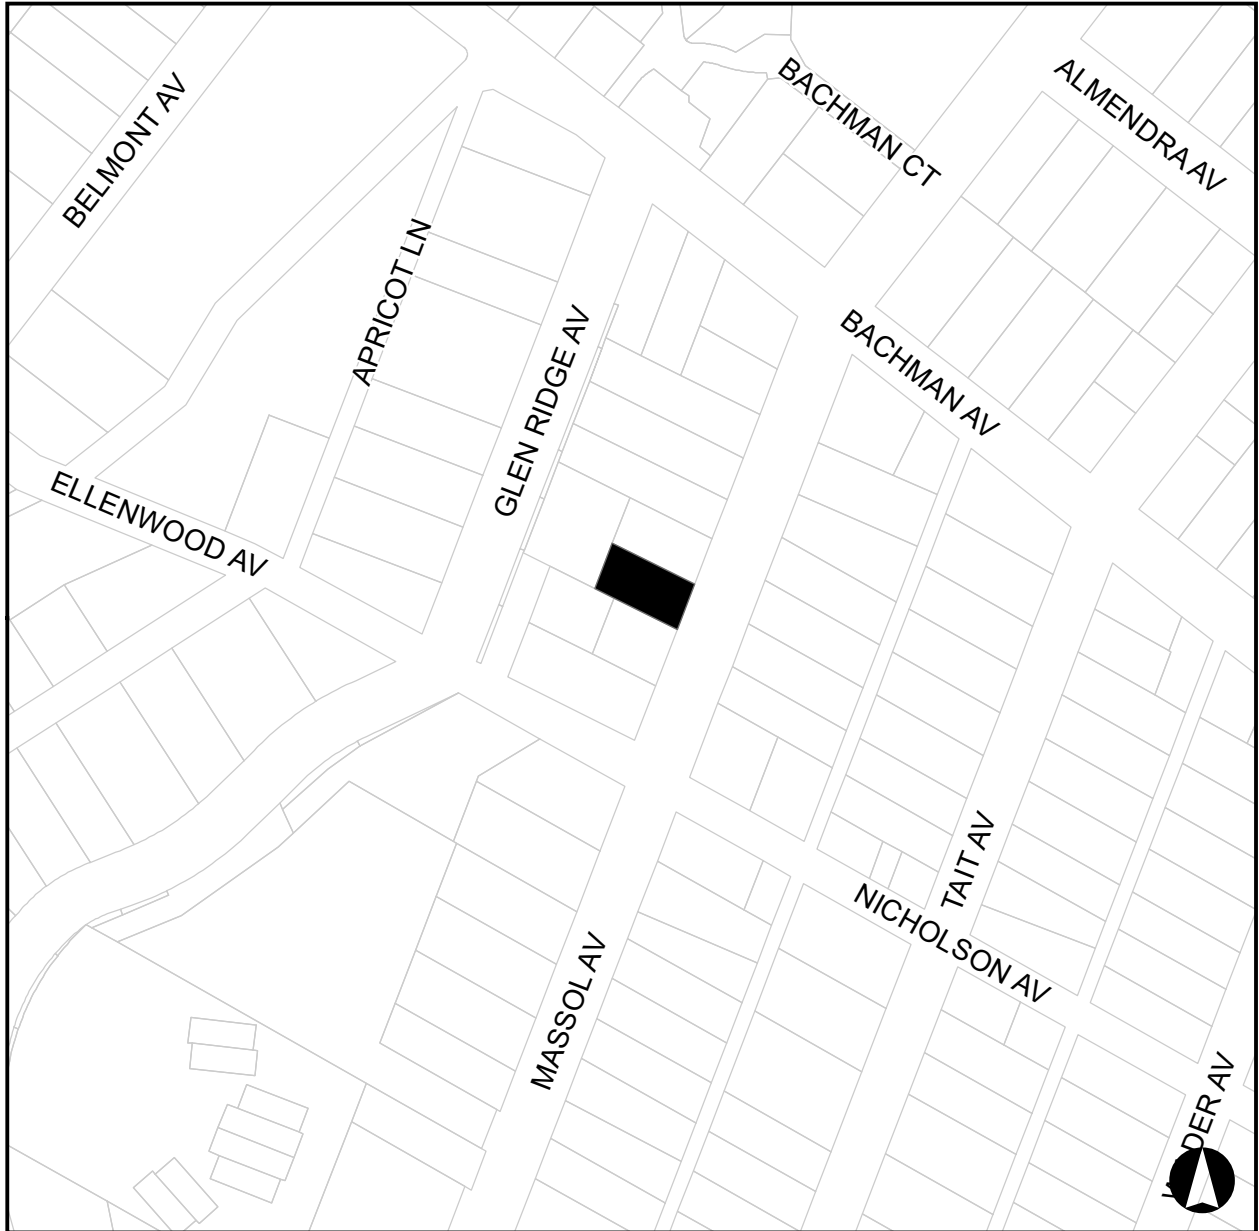 BELMONT AV
BACHMAN CT
ALMENDRA AV
APRICOT LN
GLEN RIDGE AV
BACHMAN AV
ELLENWOOD AV
TAIT AV
NICHOLSON AV
MASSOL AV
DER AV